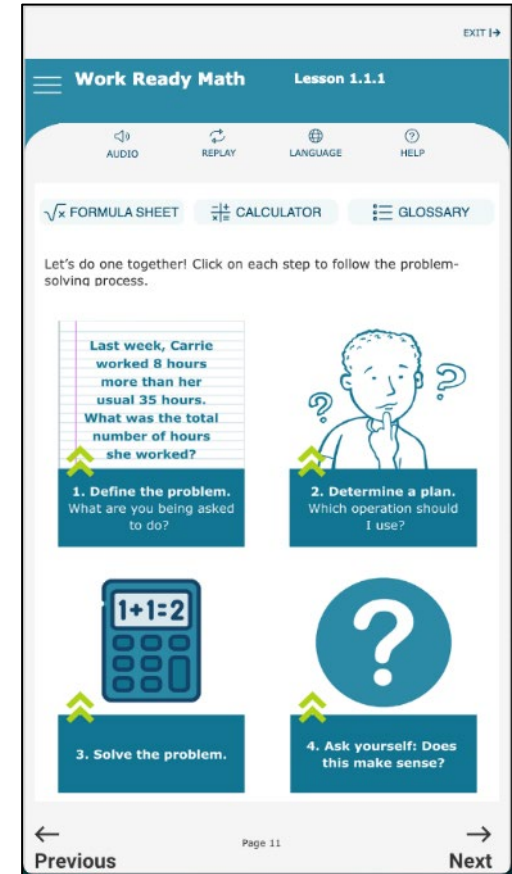 EXIT
Work Ready Math
Lesson 1.1.1
AUDIO
REPLAY
LANGUAGE
HELP
√x FORMULA SHEET
CALCULATOR
GLOSSARY
Let's do one together! Click on each step to follow the problem-
solving process.
Last week, Carrie
worked 8 hours
more than her
usual 35 hours.
What was the total
number of hours
she worked?
1. Define the problem.
What are you being asked
to do?
2. Determine a plan.
Which operation should
I use?
1+1=2
3. Solve the problem.
?
4. Ask yourself: Does
this make sense?
Previous
Page 11
Next